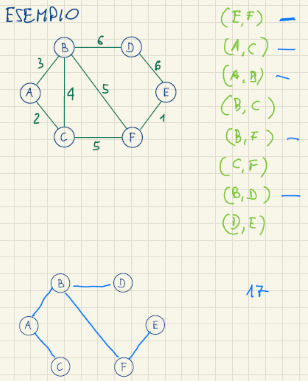 ESEMPIO
(E,F) —
B 6 D
(A,C) —
3 6
(A,B) —
A 4 5 E
(B,C)
2 1
(B,F) —
C 5 F
(C,F)
(B,D) —
(D,E)
B D
17
A E
C F